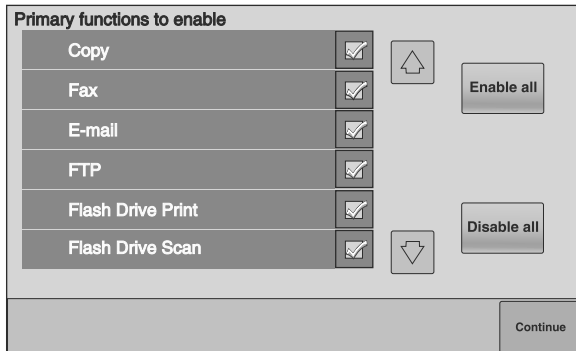 Primary functions to enable
Copy
Fax
E-mail
FTP
Flash Drive Print
Flash Drive Scan
Enable all
Disable all
Continue